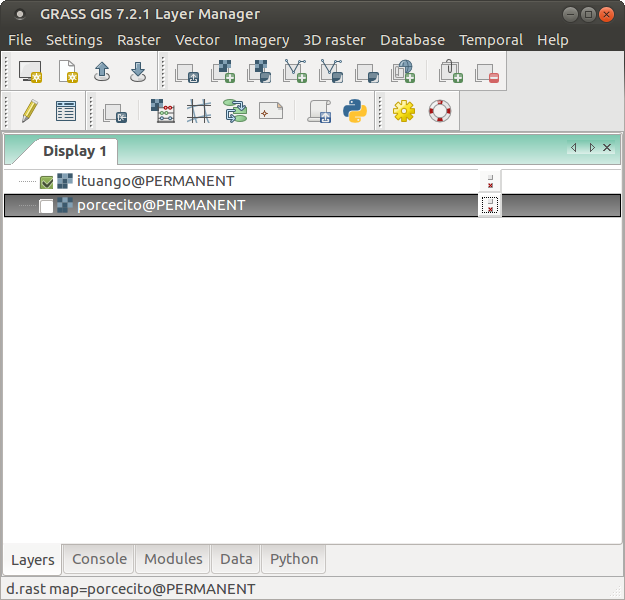 GRASS GIS 7.2.1 Layer Manager
File Settings Raster Vector Imagery 3D raster Database Temporal Help
Display 1
ituango@PERMANENT
porcecito@PERMANENT
Layers Console Modules Data Python
d.rast map=porcecito@PERMANENT